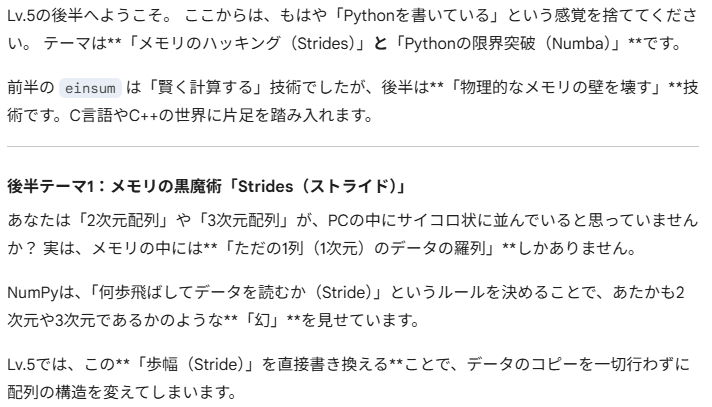 Lv.5の後半へようこそ。 ここからは、もはや「Pythonを書いている」という感覚を捨ててくださ
い。 テーマは**「メモリのハッキング（Strides）」と「Pythonの限界突破（Numba）」**です。
前半の einsum は「賢く計算する」技術でしたが、後半は**「物理的なメモリの壁を壊す」**技
術です。C言語やC++の世界に片足を踏み入れます。
後半テーマ1：メモリの黒魔術「Strides（ストライド）」
あなたは「2次元配列」や「3次元配列」が、PCの中にサイコロ状に並んでいると思っていません
か？ 実は、メモリの中には**「ただの1列（1次元）のデータの羅列」**しかありません。
NumPyは、「何歩飛ばしてデータを読むか（Stride）」というルールを決めることで、あたかも2
次元や3次元であるかのような**「幻」**を見せています。
Lv.5では、この**「歩幅（Stride）」を直接書き換える**ことで、データのコピーを一切行わずに
配列の構造を変えてしまいます。